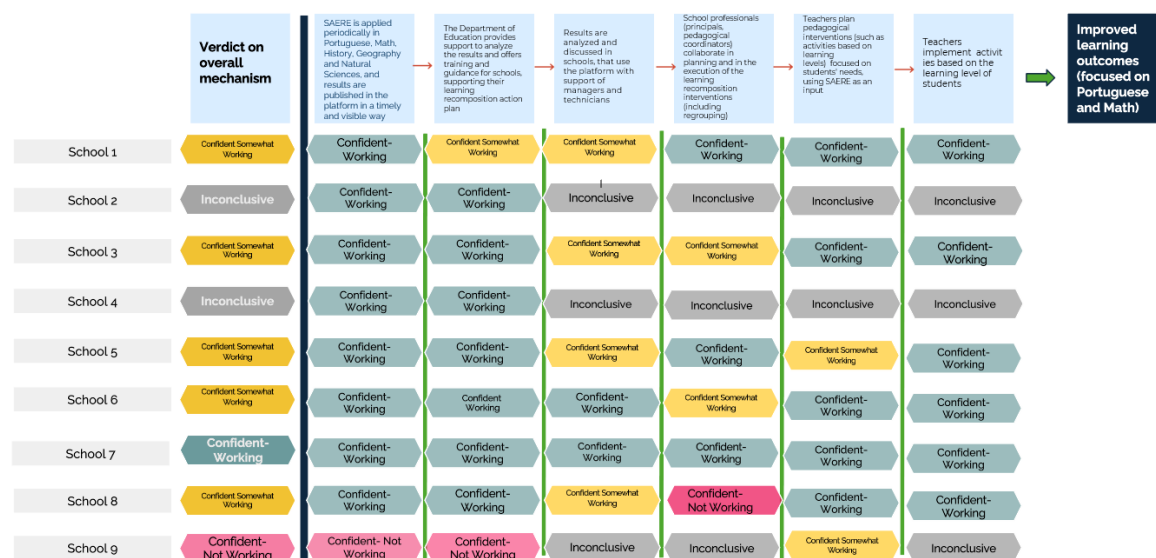 Verdict on
overall
mechanism
SAERE is applied
periodically in
Portuguese, Math,
History, Geography
and Natural
Sciences, and
results are
published in the
platform in a timely
and visible way
The Department of
Education provides
support to analyze
the results and offers
training and
guidance for schools,
supporting their
learning
recomposition action
plan
Results are
analyzed and
discussed in
schools, that use
the platform with
support of
managers and
technicians
School professionals
(principals,
pedagogical
coordinators)
collaborate in
planning and in the
execution of the
learning
recomposition
interventions
(including
regrouping)
Teachers plan
pedagogical
interventions (such as
activities based on
learning
levels) focused on
students' needs,
using SAERE as an
input
Teachers
implement activit
ies based on the
learning level of
students
Improved
learning
outcomes
(focused on
Portuguese
and Math)
School 1
Confident Somewhat
Working
Confident-
Working
Confident Somewhat
Working
Confident Somewhat
Working
Confident-
Working
Confident-
Working
Confident-
Working
School 2
Inconclusive
Confident-
Working
Confident-
Working
Inconclusive
Inconclusive
Inconclusive
Inconclusive
School 3
Confident Somewhat
Working
Confident-
Working
Confident-
Working
Confident Somewhat
Working
Confident Somewhat
Working
Confident-
Working
Confident-
Working
School 4
Inconclusive
Confident-
Working
Confident-
Working
Inconclusive
Inconclusive
Inconclusive
Inconclusive
School 5
Confident Somewhat
Working
Confident-
Working
Confident-
Working
Confident Somewhat
Working
Confident-
Working
Confident Somewhat
Working
Confident-
Working
School 6
Confident Somewhat
Working
Confident-
Working
Confident
Working
Confident-
Working
Confident Somewhat
Working
Confident-
Working
Confident-
Working
School 7
Confident-
Working
Confident-
Working
Confident-
Working
Confident-
Working
Confident-
Working
Confident-
Working
Confident-
Working
School 8
Confident Somewhat
Working
Confident-
Working
Confident-
Working
Confident Somewhat
Working
Confident-
Not Working
Confident-
Working
Confident-
Working
School 9
Confident-
Not Working
Confident- Not
Working
Confident-
Not Working
Inconclusive
Inconclusive
Confident Somewhat
Working
Inconclusive